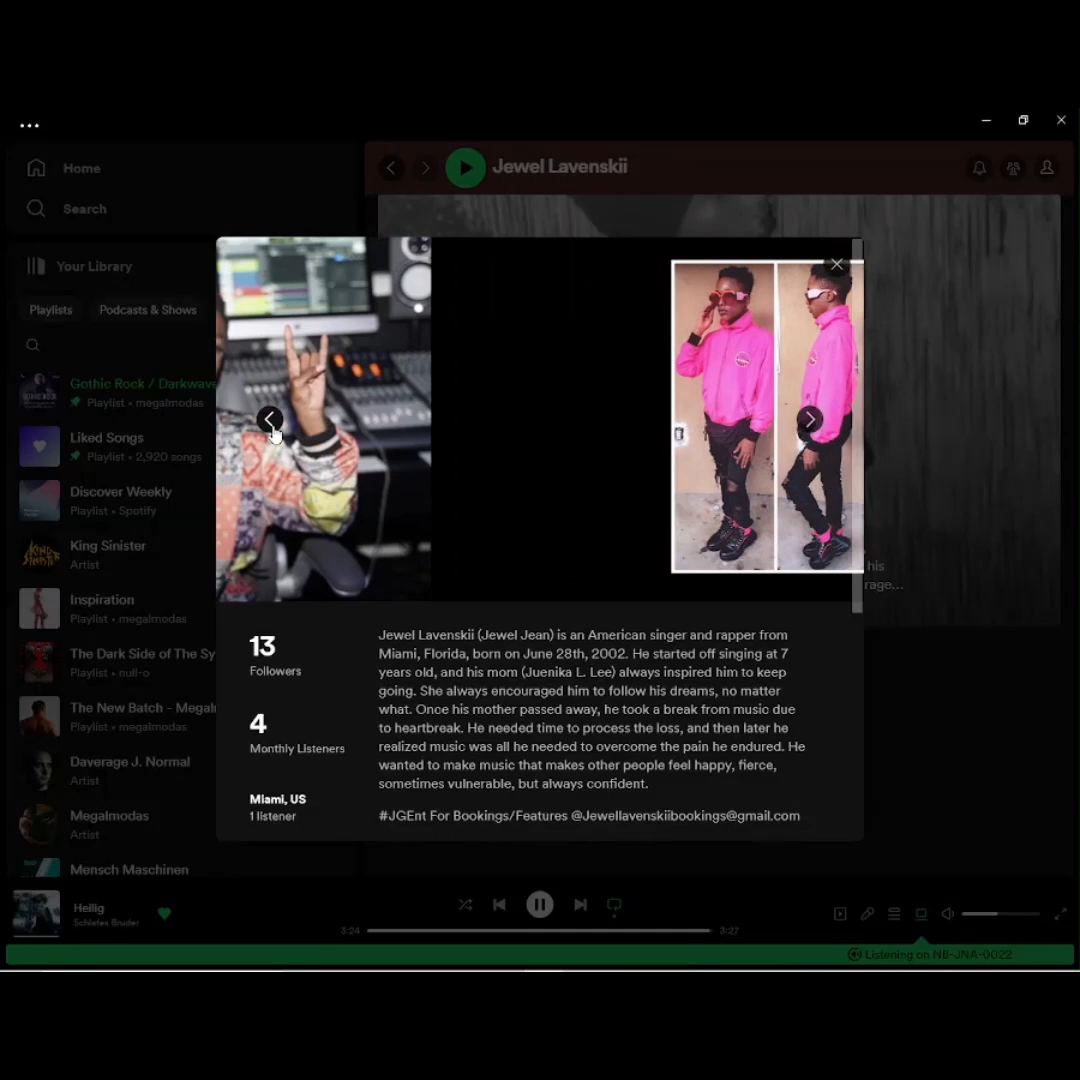 Home
Jewel Lavenskii
Search
Your Library
Playlists
Podcasts & Shows
Gothic Rock / Darkwave
Playlist • megalmodas
Liked Songs
Playlist • 2,920 songs
Discover Weekly
Playlist • Spotify
King Sinister
Artist
Inspiration
Playlist • megalmodas
The Dark Side of The Sy
Playlist • null-o
The New Batch - Megalm
Playlist • megalmodas
Daverage J. Normal
Artist
Megalmodas
Artist
Mensch Maschinen
13
Followers
4
Monthly Listeners
Miami, US
1 listener
Jewel Lavenskii (Jewel Jean) is an American singer and rapper from
Miami, Florida, born on June 28th, 2002. He started off singing at 7
years old, and his mom (Juenika L. Lee) always inspired him to keep
going. She always encouraged him to follow his dreams, no matter
what. Once his mother passed away, he took a break from music due
to heartbreak. He needed time to process the loss, and then later he
realized music was all he needed to overcome the pain he endured. He
wanted to make music that makes other people feel happy, fierce,
sometimes vulnerable, but always confident.
#JGEnt For Bookings/Features @Jewellavenskiibookings@gmail.com
his
rage...
Heilig
Schlafes Bruder
3:24
3:27
Listening on NB-JNA-0022